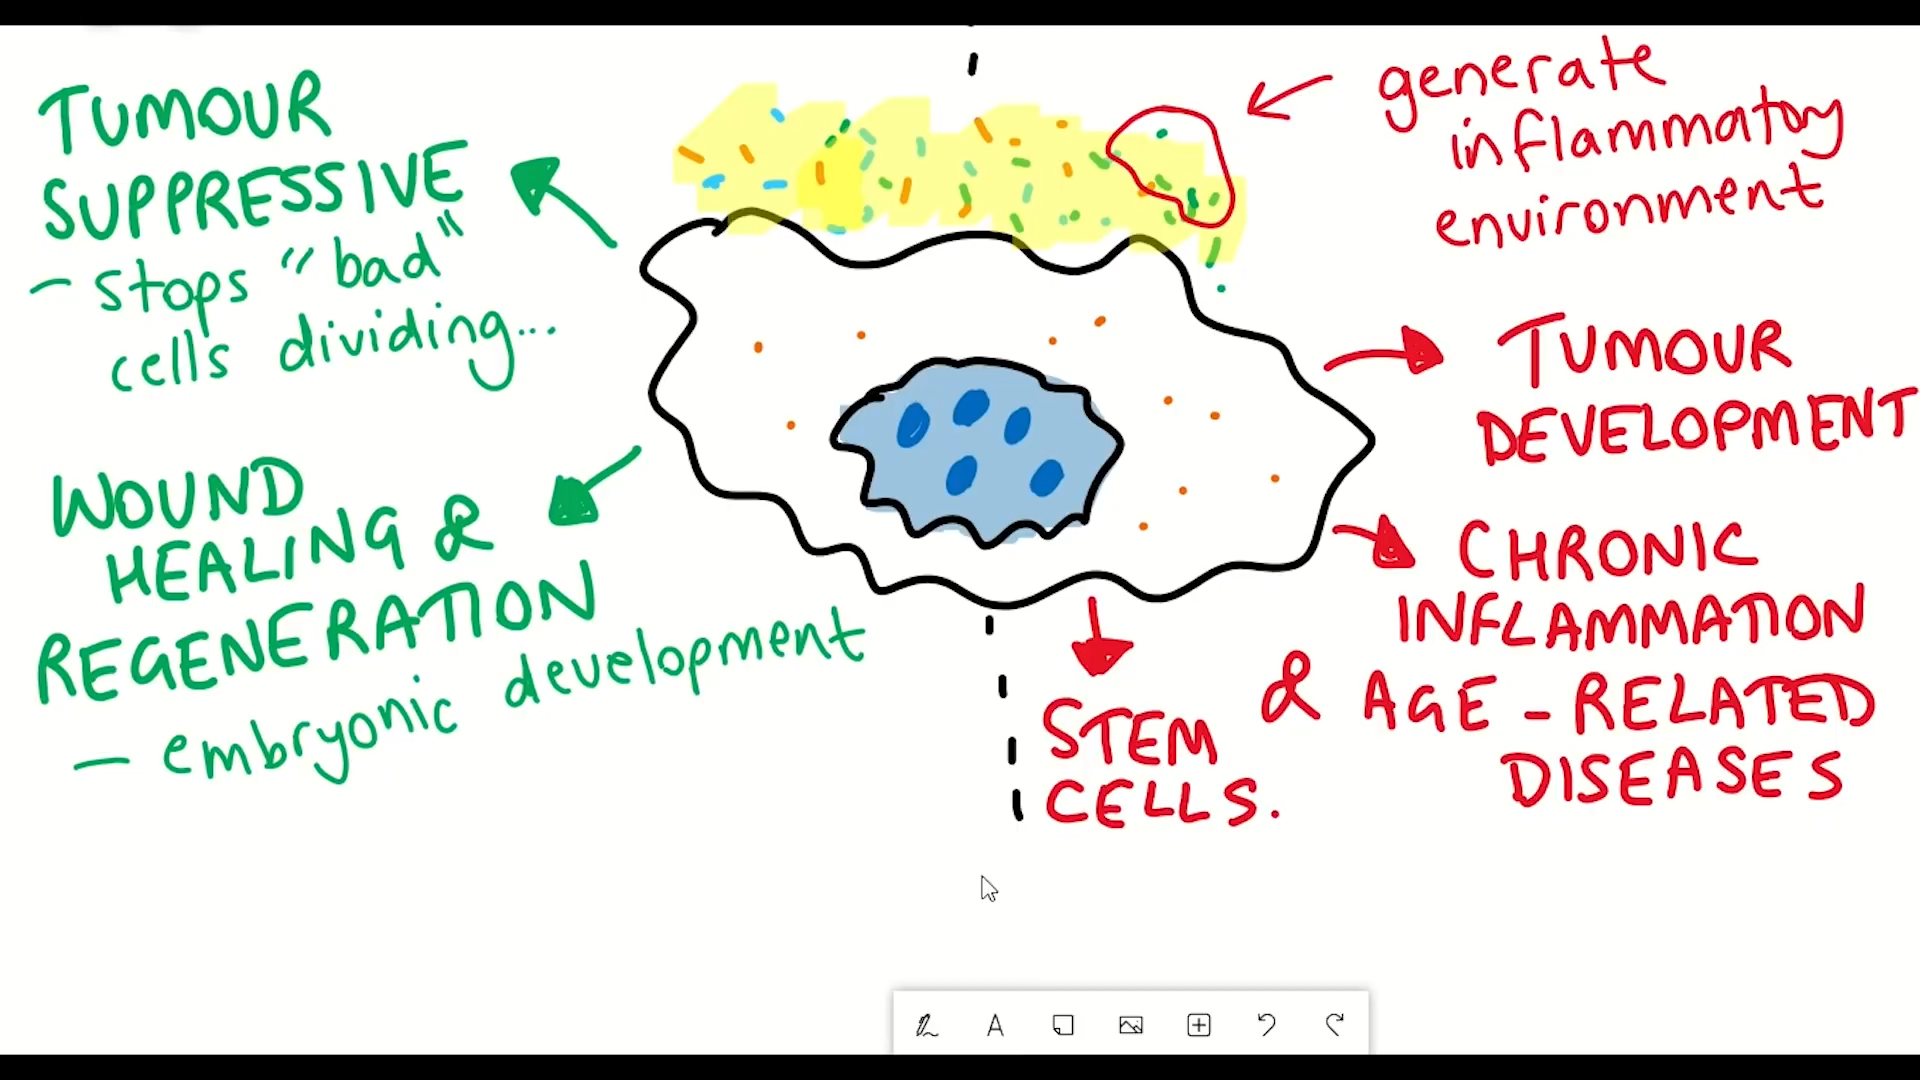 TUMOUR
SUPPRESSIVE
- stops "bad"
cells dividing...
WOUND
HEALING &
REGENERATION
- embryonic development
generate
inflammatory
environment
TUMOUR
DEVELOPMENT
CHRONIC
INFLAMMATION
& AGE-RELATED
DISEASES
STEM
CELLS.
A